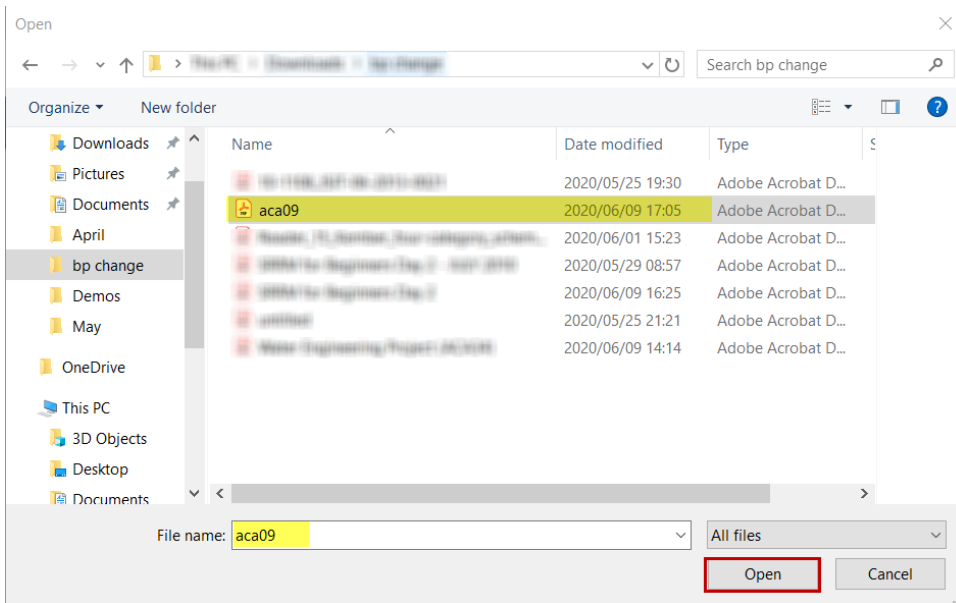 Open
Search bp change
Organize New folder
Downloads
Pictures
Documents
April
bp change
Demos
May
OneDrive
This PC
3D Objects
Desktop
Documents
Name Date modified Type S
2020/05/25 19:30 Adobe Acrobat D...
aca09 2020/06/09 17:05 Adobe Acrobat D...
2020/06/01 15:23 Adobe Acrobat D...
2020/05/29 08:57 Adobe Acrobat D...
2020/06/09 16:25 Adobe Acrobat D...
2020/05/25 21:21 Adobe Acrobat D...
2020/06/09 14:14 Adobe Acrobat D...
File name: aca09 All files
Open Cancel